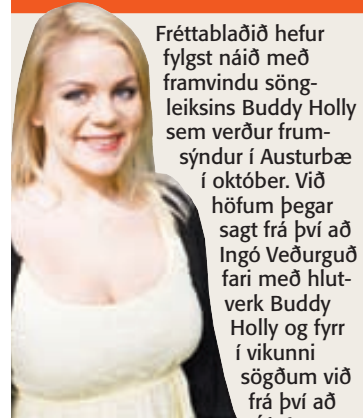 Fréttablaðið hefur
fylgst náið með
framvindu söng-
leiksins Buddy Holly
sem verður frum-
sýndur í Austurbæ
í október. Við
höfum þegar
sagt frá því að
Ingó Veðurguð
fari með hlut-
verk Buddy
Holly og fyrr
í vikunni
sögðum við
frá því að